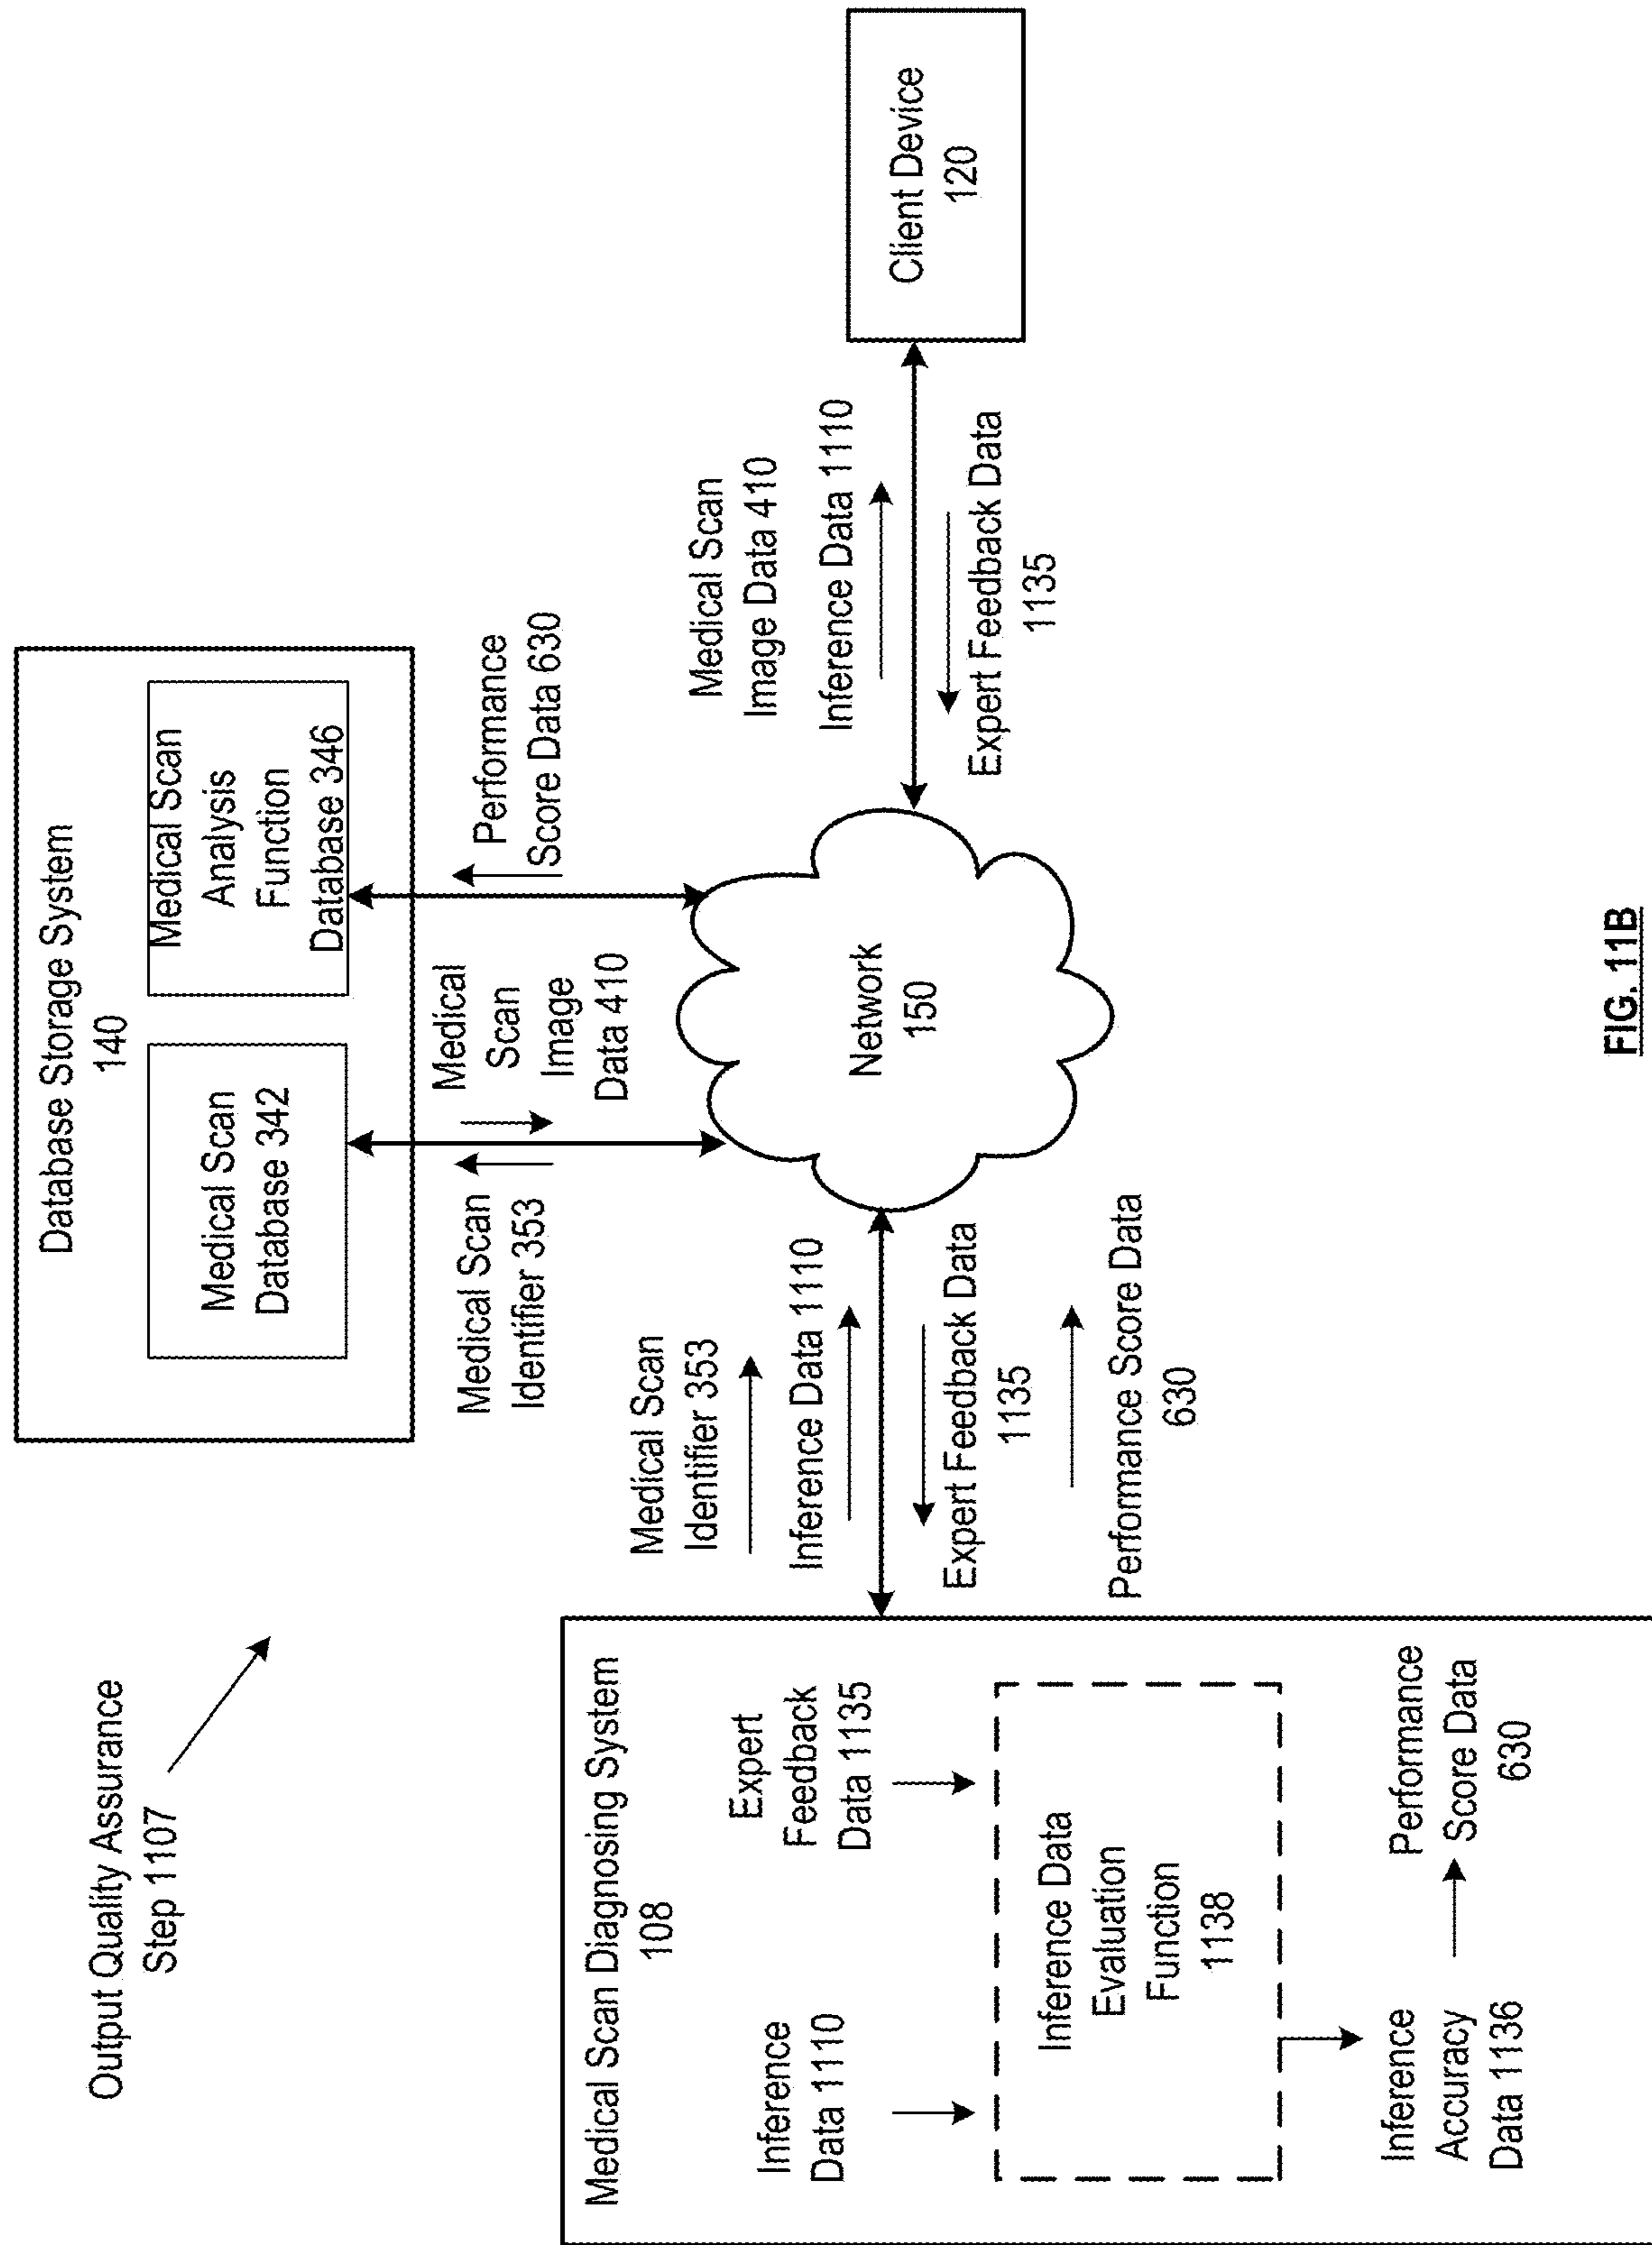 Output Quality Assurance
Step 1107
Database Storage System
140
Medical Scan
Database 342
Medical Scan
Analysis
Function
Database 346
Medical Scan
Identifier 353
Medical
Scan
Image
Data 410
Performance
Score Data 630
Medical Scan Diagnosing System
108
Inference
Data 1110
Expert
Feedback
Data 1135
Inference Data
Evaluation
Function
1138
Inference
Accuracy
Data 1136
Performance
Score Data
630
Medical Scan
Identifier 353
Inference Data 1110
Expert Feedback Data
1135
Performance Score Data
630
Network
150
Medical Scan
Image Data 410
Inference Data 1110
Expert Feedback Data
1135
Client Device
120
FIG. 11B